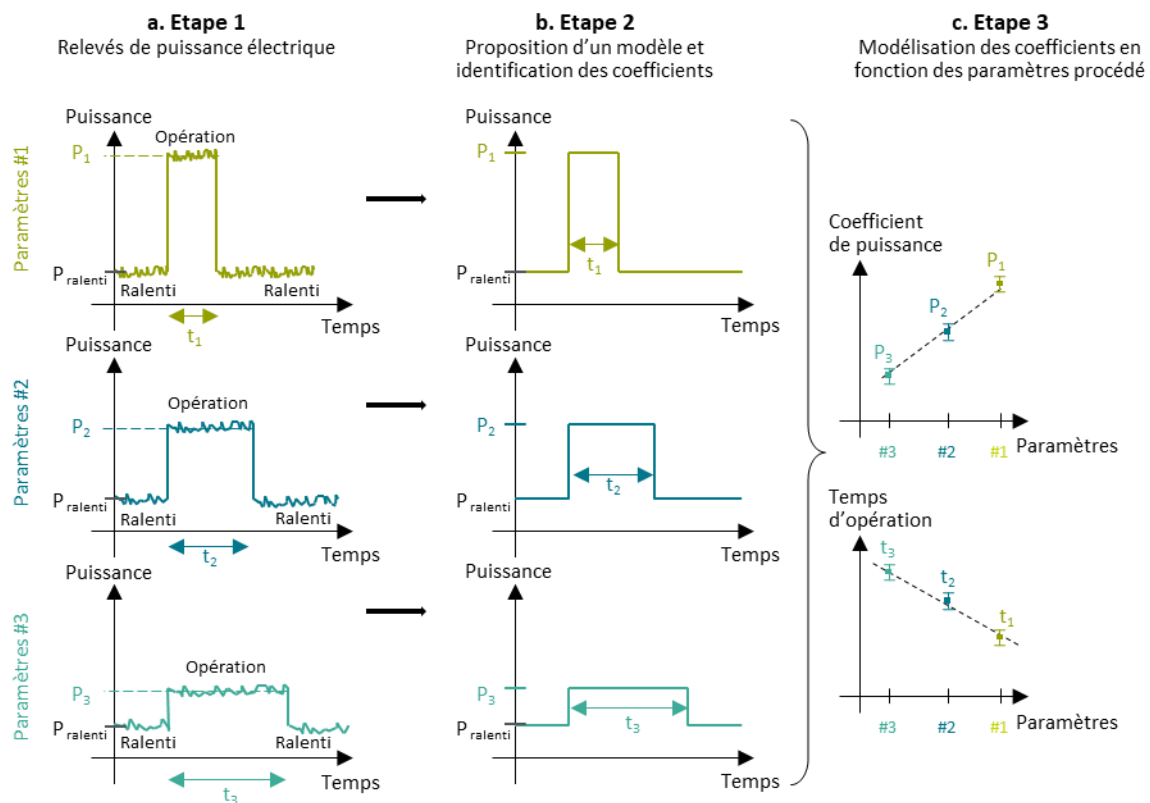 a. Etape 1
Relevés de puissance électrique
b. Etape 2
Proposition d'un modèle et
identification des coefficients
c. Etape 3
Modélisation des coefficients en
fonction des paramètres procédé
Paramètres #1
Puissance
Opération
P1
Pralenti
Ralenti
Ralenti
t1
Temps
Puissance
P1
Pralenti
t1
Temps
Paramètres #2
Puissance
Opération
P2
Pralenti
Ralenti
Ralenti
t2
Temps
Puissance
P2
Pralenti
t2
Temps
Paramètres #3
Puissance
Opération
P3
Pralenti
Ralenti
Ralenti
t3
Temps
Puissance
P3
Pralenti
t3
Temps
Coefficient
de puissance
P1
P2
P3
#3
#2
#1
Paramètres
Temps
d'opération
t3
t2
t1
#3
#2
#1
Paramètres